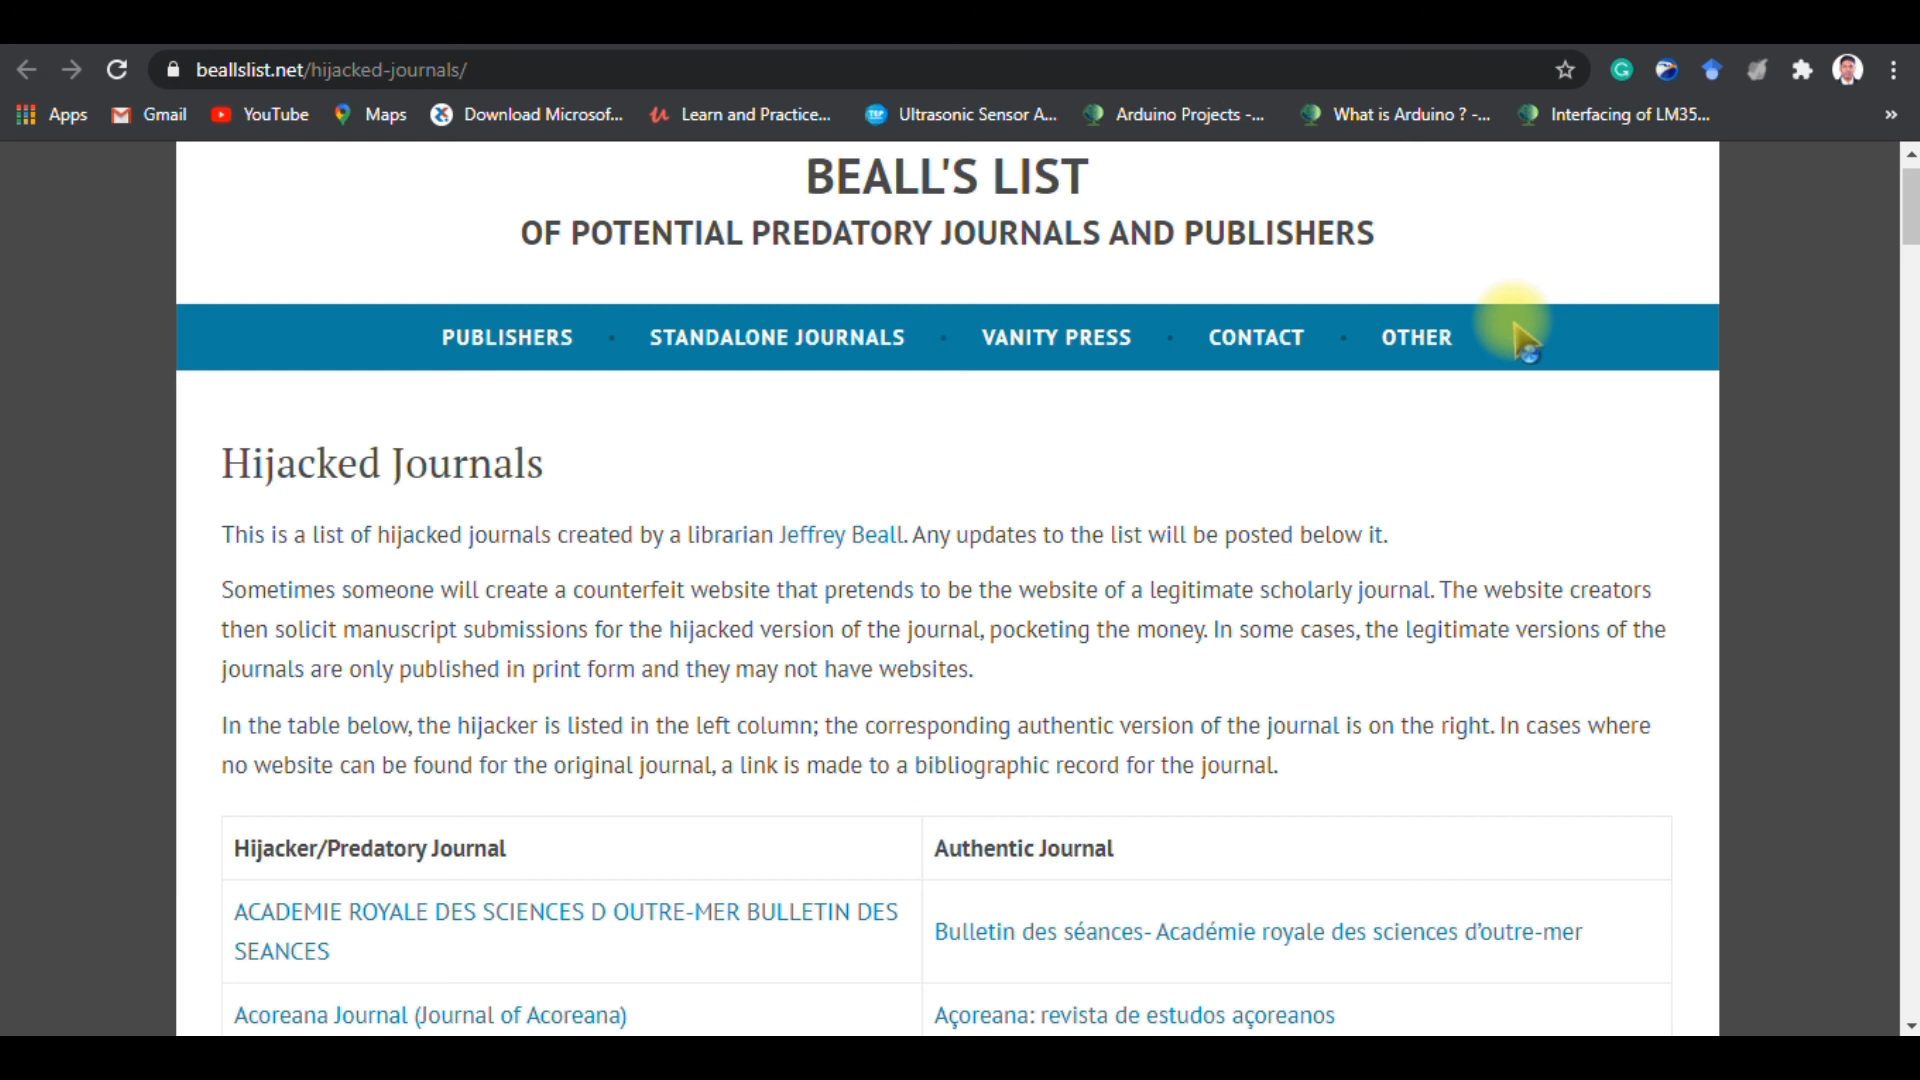 beallslist.net/hijacked-journals/
Apps Gmail YouTube Maps Download Microsof... Learn and Practice... Ultrasonic Sensor A... Arduino Projects -... What is Arduino ? -... Interfacing of LM35... »
BEALL'S LIST
OF POTENTIAL PREDATORY JOURNALS AND PUBLISHERS
PUBLISHERS STANDALONE JOURNALS VANITY PRESS CONTACT OTHER
Hijacked Journals
This is a list of hijacked journals created by a librarian Jeffrey Beall. Any updates to the list will be posted below it.
Sometimes someone will create a counterfeit website that pretends to be the website of a legitimate scholarly journal. The website creators
then solicit manuscript submissions for the hijacked version of the journal, pocketing the money. In some cases, the legitimate versions of the
journals are only published in print form and they may not have websites.
In the table below, the hijacker is listed in the left column; the corresponding authentic version of the journal is on the right. In cases where
no website can be found for the original journal, a link is made to a bibliographic record for the journal.
Hijacker/Predatory Journal Authentic Journal
ACADEMIE ROYALE DES SCIENCES D OUTRE-MER BULLETIN DES
SEANCES
Bulletin des séances- Académie royale des sciences d'outre-mer
Acoreana Journal (Journal of Acoreana) Açoreana: revista de estudos açoreanos